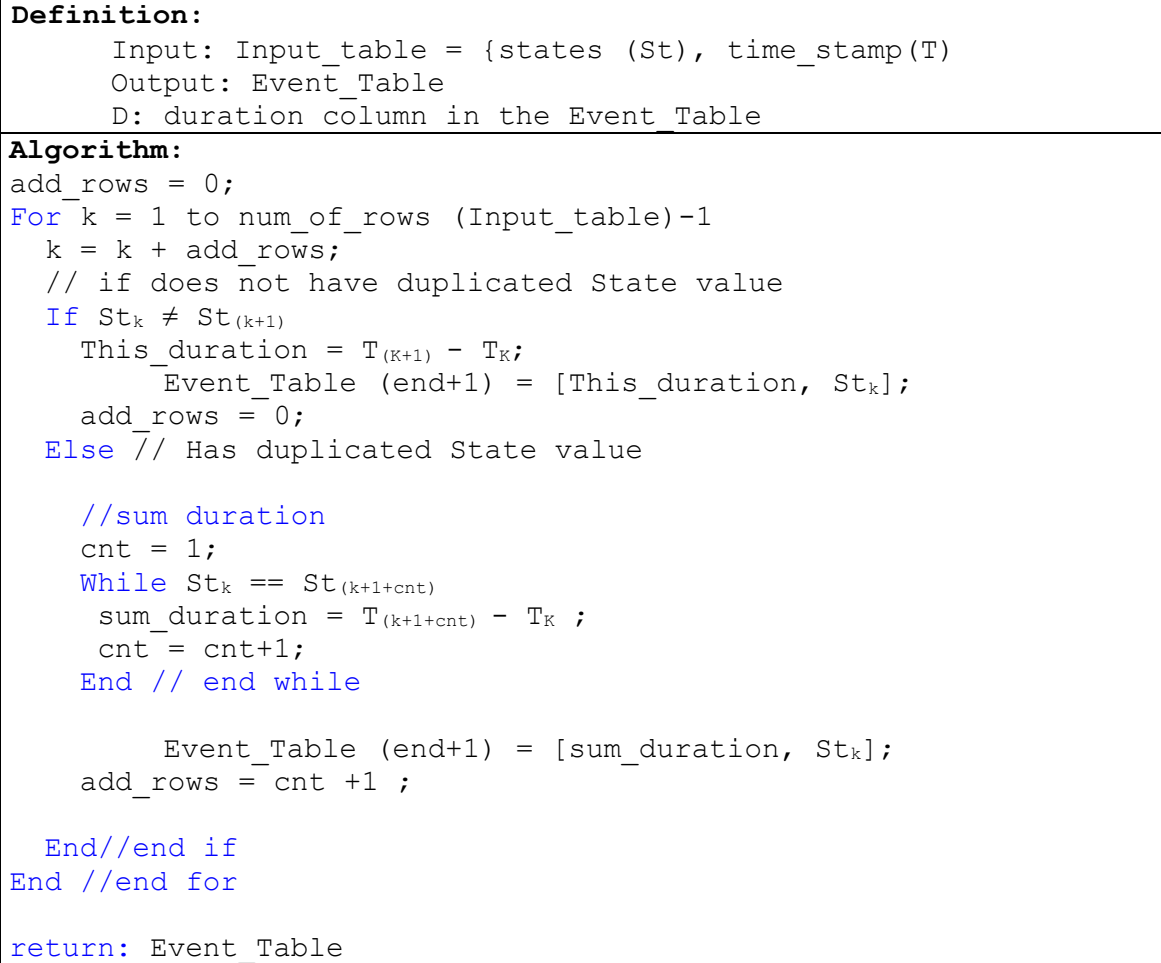 Definition:
Input: Input_table = {states (St), time_stamp(T)
Output: Event_Table
D: duration column in the Event_Table
Algorithm:
add_rows = 0;
For k = 1 to num_of_rows (Input_table)-1
k = k + add_rows;
// if does not have duplicated State value
If Stₖ ≠ St₍ₖ₊₁₎
This_duration = T₍K+1₎ - TK;
Event_Table (end+1) = [This_duration, Stₖ];
add_rows = 0;
Else // Has duplicated State value
//sum duration
cnt = 1;
While Stₖ == St(k+1+cnt)
sum_duration = T(k+1+cnt) - TK ;
cnt = cnt+1;
End // end while
Event_Table (end+1) = [sum_duration, Stₖ];
add_rows = cnt +1 ;
End//end if
End //end for
return: Event_Table